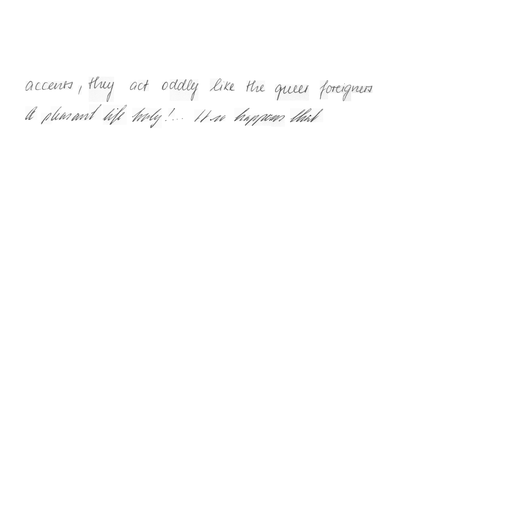 accents, they act oddly like the queer foreigners
A pleasant life truly!... It so happens that